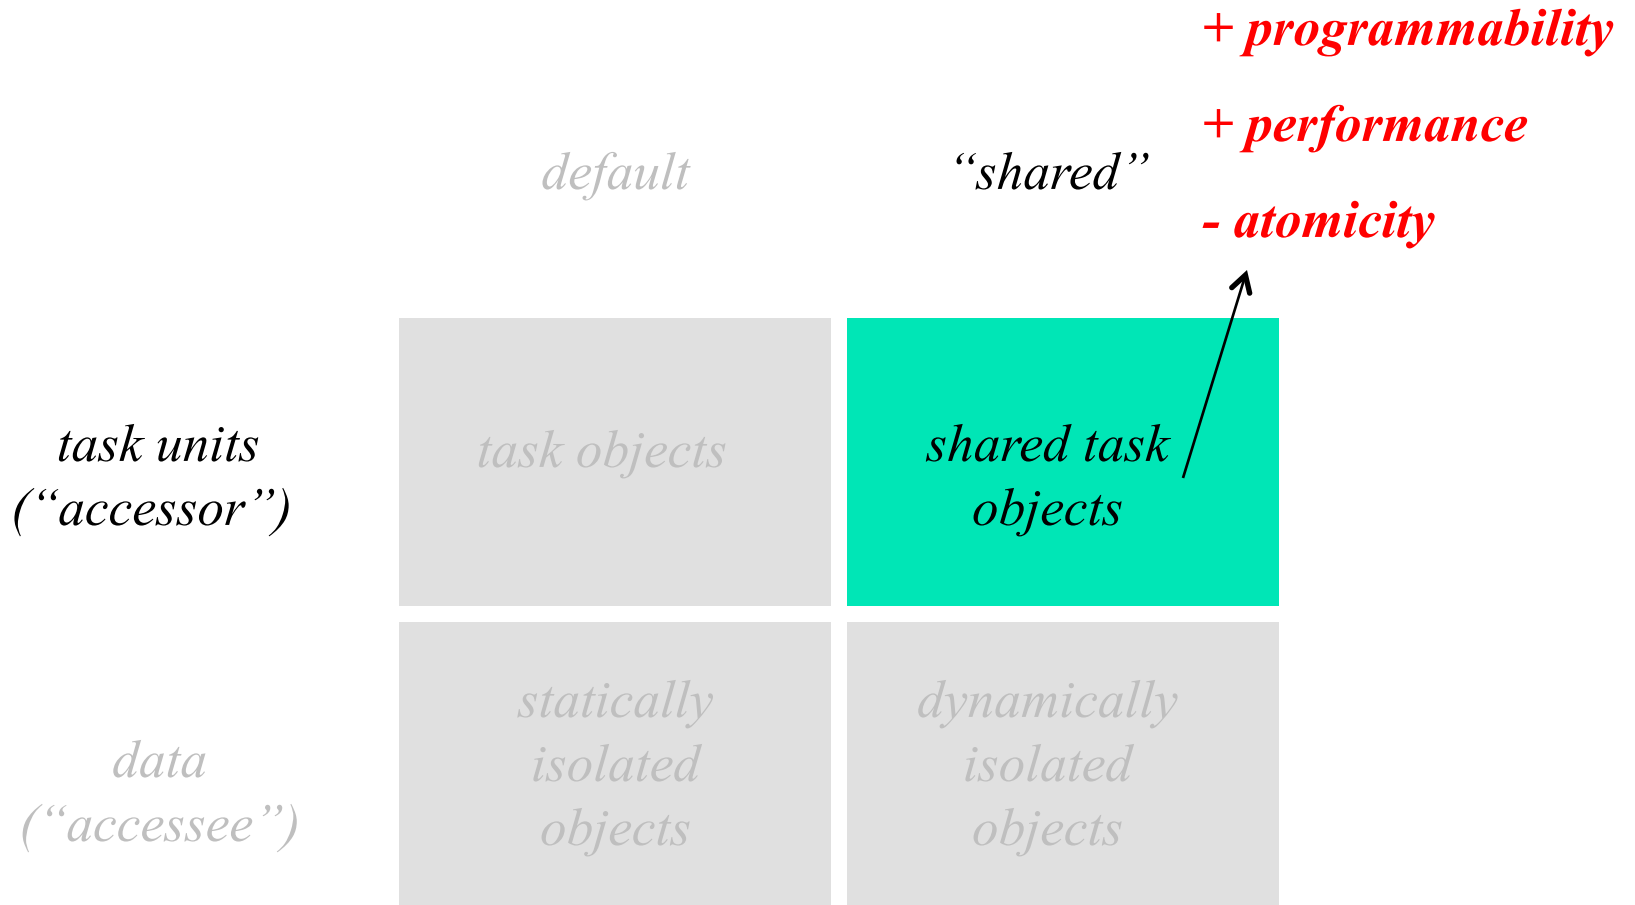 + programmability
+ performance
- atomicity
default
“shared”
task units
(“accessor”)
task objects
shared task
objects
data
(“accessee”)
statically
isolated
objects
dynamically
isolated
objects